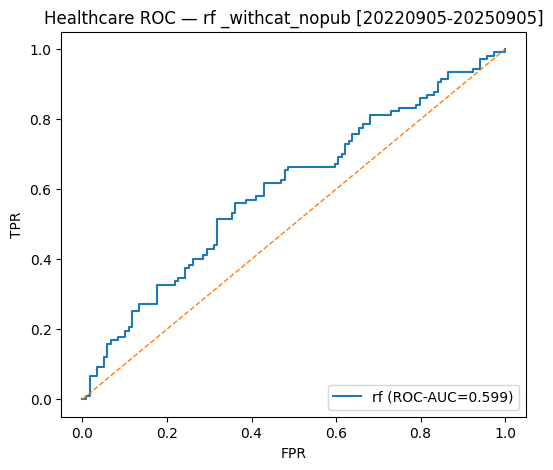 Healthcare ROC — rf _withcat_nopub [20220905-20250905]
1.0
0.8
0.6
0.4
0.2
0.0
TPR
rf (ROC-AUC=0.599)
0.0 0.2 0.4 0.6 0.8 1.0
FPR